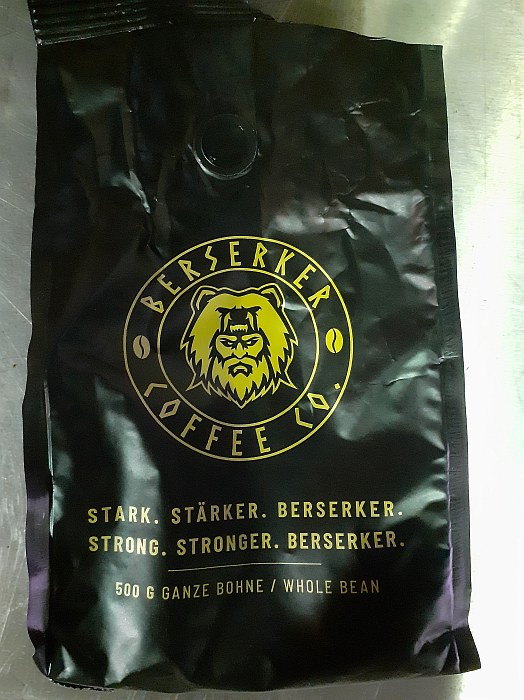 BERSERKER
COFFEE CO.
STARK. STÄRKER. BERSERKER.
STRONG. STRONGER. BERSERKER.
500 G GANZE BOHNE / WHOLE BEAN